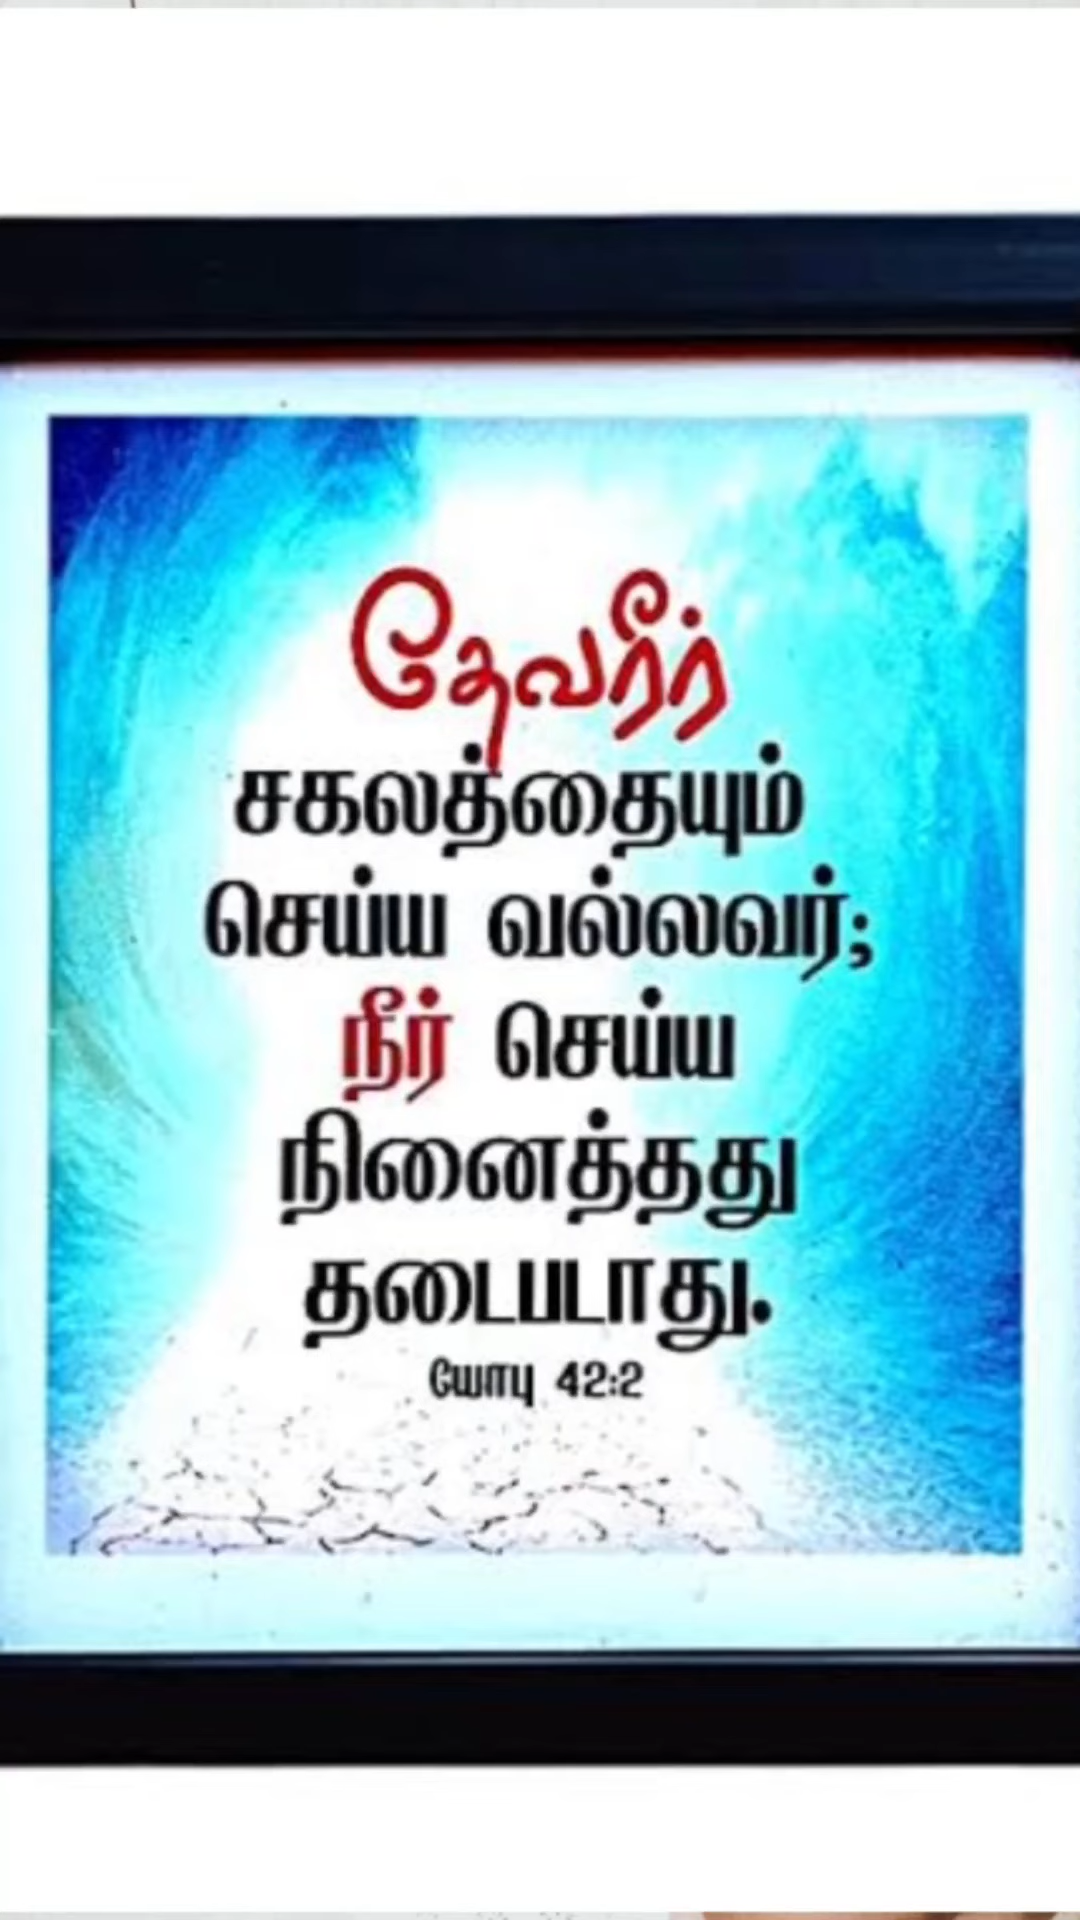 தேவரீர்
சகலத்தையும்
செய்ய வல்லவர்;
நீர் செய்ய
நினைத்தது
தடைபடாது.
யோபு 42:2